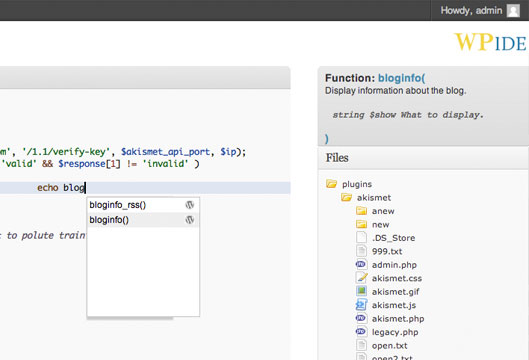 Howdy, admin
WPIDE
Function: bloginfo(
Display information about the blog.
string $show What to display.
)
m', '/1.1/verify-key', $akismet_api_port, $ip);
'valid' && $response[1] != 'invalid' )
echo blog
bloginfo_rss()
bloginfo()
to polute train
Files
plugins
akismet
anew
new
.DS_Store
999.txt
admin.php
akismet.css
akismet.gif
akismet.js
akismet.php
legacy.php
open.txt
open2.txt